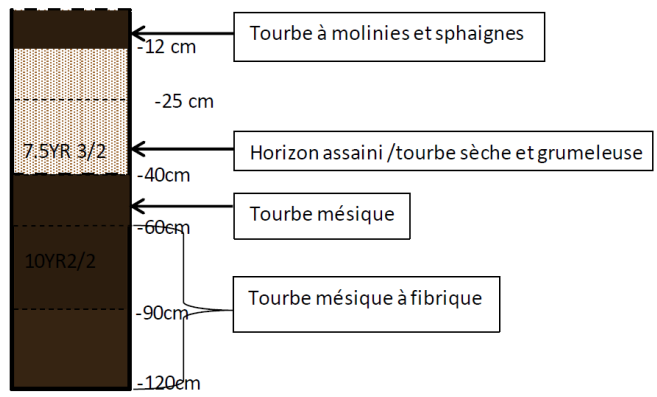 Tourbe à molinies et sphaignes
-12 cm
-25 cm
7.5YR 3/2
Horizon assaini /tourbe sèche et grumeleuse
-40cm
Tourbe mésique
-60cm
10YR2/2
Tourbe mésique à fibrique
-90cm
-120cm